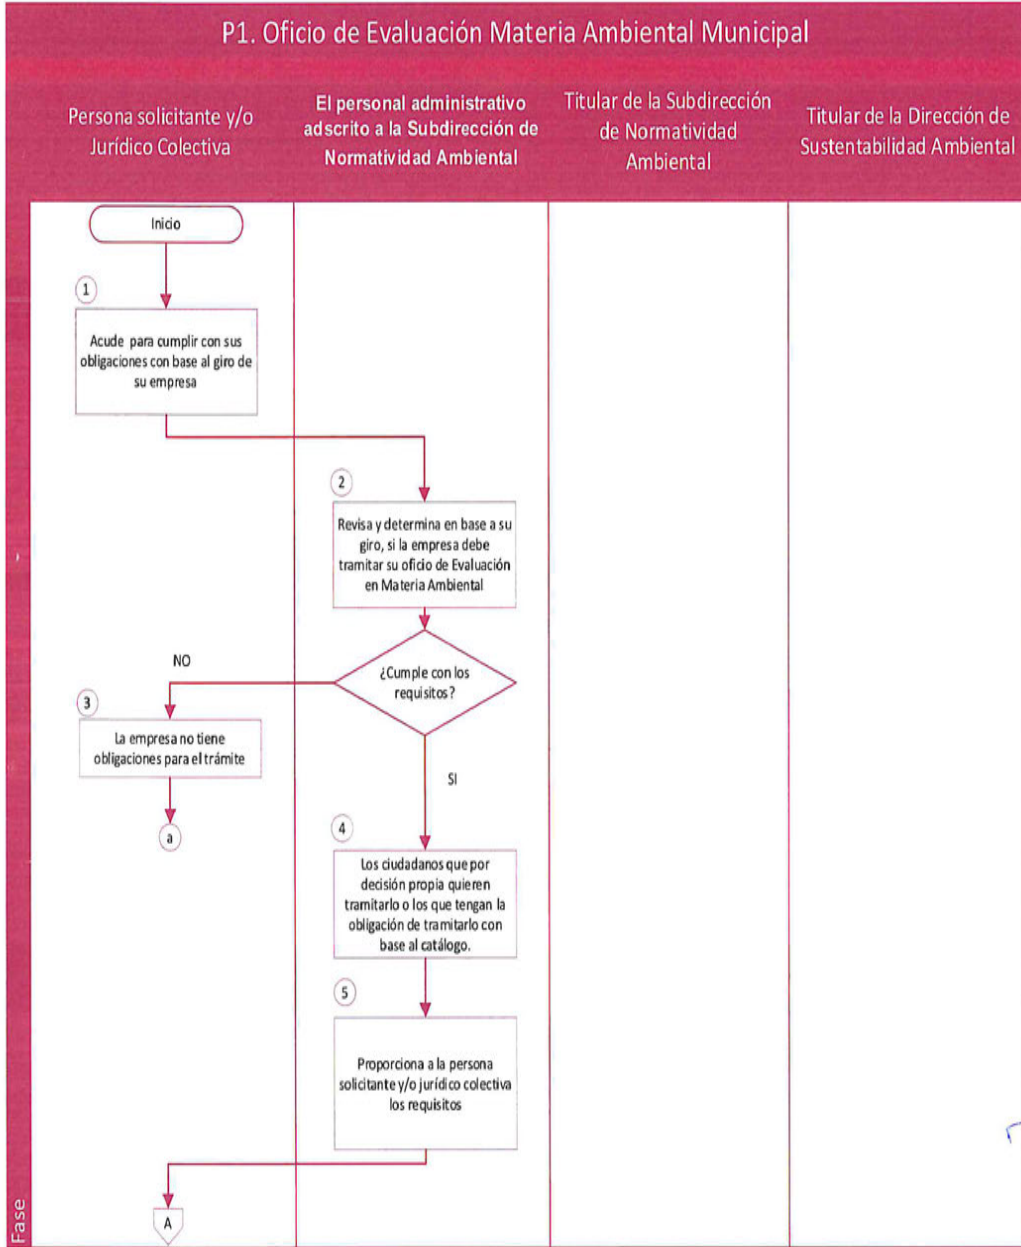 P1. Oficio de Evaluación Materia Ambiental Municipal
Persona solicitante y/o
Jurídico Colectiva
El personal administrativo
adscrito a la Subdirección de
Normatividad Ambiental
Titular de la Subdirección
de Normatividad
Ambiental
Titular de la Dirección de
Sustentabilidad Ambiental
Inicio
1
Acude para cumplir con sus
obligaciones con base al giro de
su empresa
2
Revisa y determina en base a su
giro, si la empresa debe
tramitar su oficio de Evaluación
en Materia Ambiental
¿Cumple con los
requisitos?
NO
3
La empresa no tiene
obligaciones para el trámite
a
SI
4
Los ciudadanos que por
decisión propia quieren
tramitarlo o los que tengan la
obligación de tramitarlo con
base al catálogo.
5
Proporciona a la persona
solicitante y/o jurídico colectiva
los requisitos
A
Fase